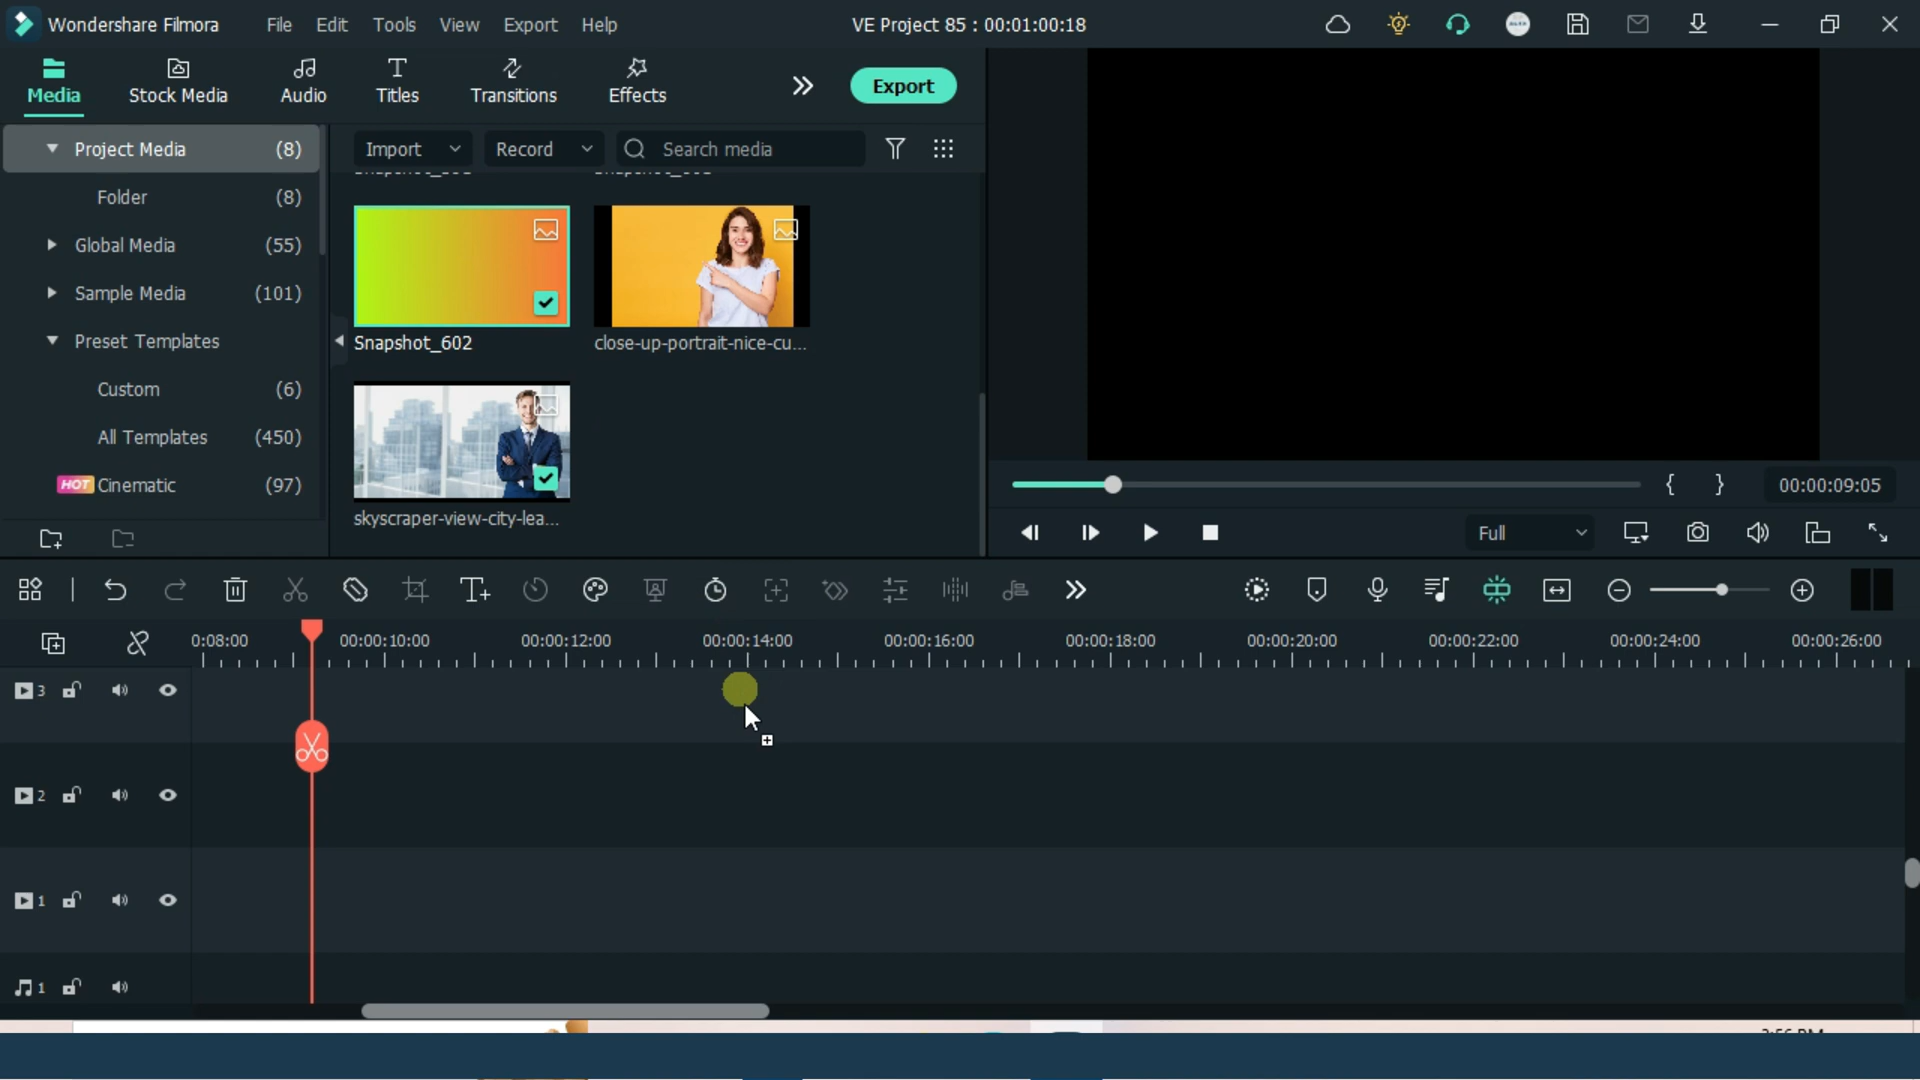 Wondershare Filmora File Edit Tools View Export Help VE Project 85 : 00:01:00:18
Media Stock Media Audio Titles Transitions Effects Export
Project Media (8) Import Record Search media
Folder (8)
Global Media (55)
Sample Media (101)
Preset Templates Snapshot_602 close-up-portrait-nice-cu...
Custom (6)
All Templates (450)
HOT Cinematic (97) 00:00:09:05
skyscraper-view-city-lea...
Full
0:08:00 00:00:10:00 00:00:12:00 00:00:14:00 00:00:16:00 00:00:18:00 00:00:20:00 00:00:22:00 00:00:24:00 00:00:26:00
3
2
1
1